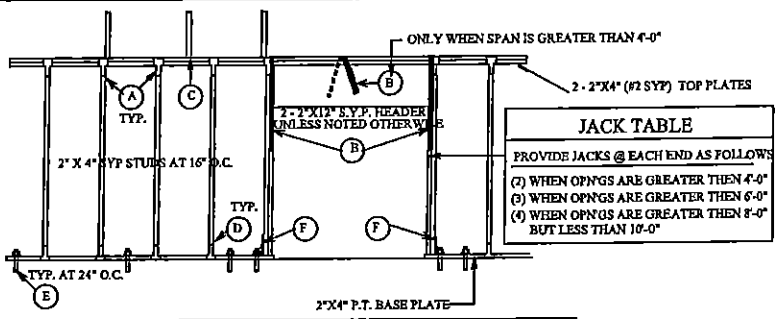 ONLY WHEN SPAN IS GREATER THAN 4'-0"
A
TYP.
C
B
2 - 2"X4" (#2 SYP) TOP PLATES
2 - 2"X12" S.Y.P. HEADER
UNLESS NOTED OTHERWISE
B
JACK TABLE
PROVIDE JACKS @ EACH END AS FOLLOWS
(2) WHEN OPN'GS ARE GREATER THEN 4'-0"
(3) WHEN OPN'GS ARE GREATER THEN 6'-0"
(4) WHEN OPN'GS ARE GREATER THEN 8'-0"
BUT LESS THAN 10'-0"
2" X 4" SYP STUDS AT 16" O.C.
TYP.
D
F
F
TYP. AT 24" O.C.
E
2"X4" P.T. BASE PLATE